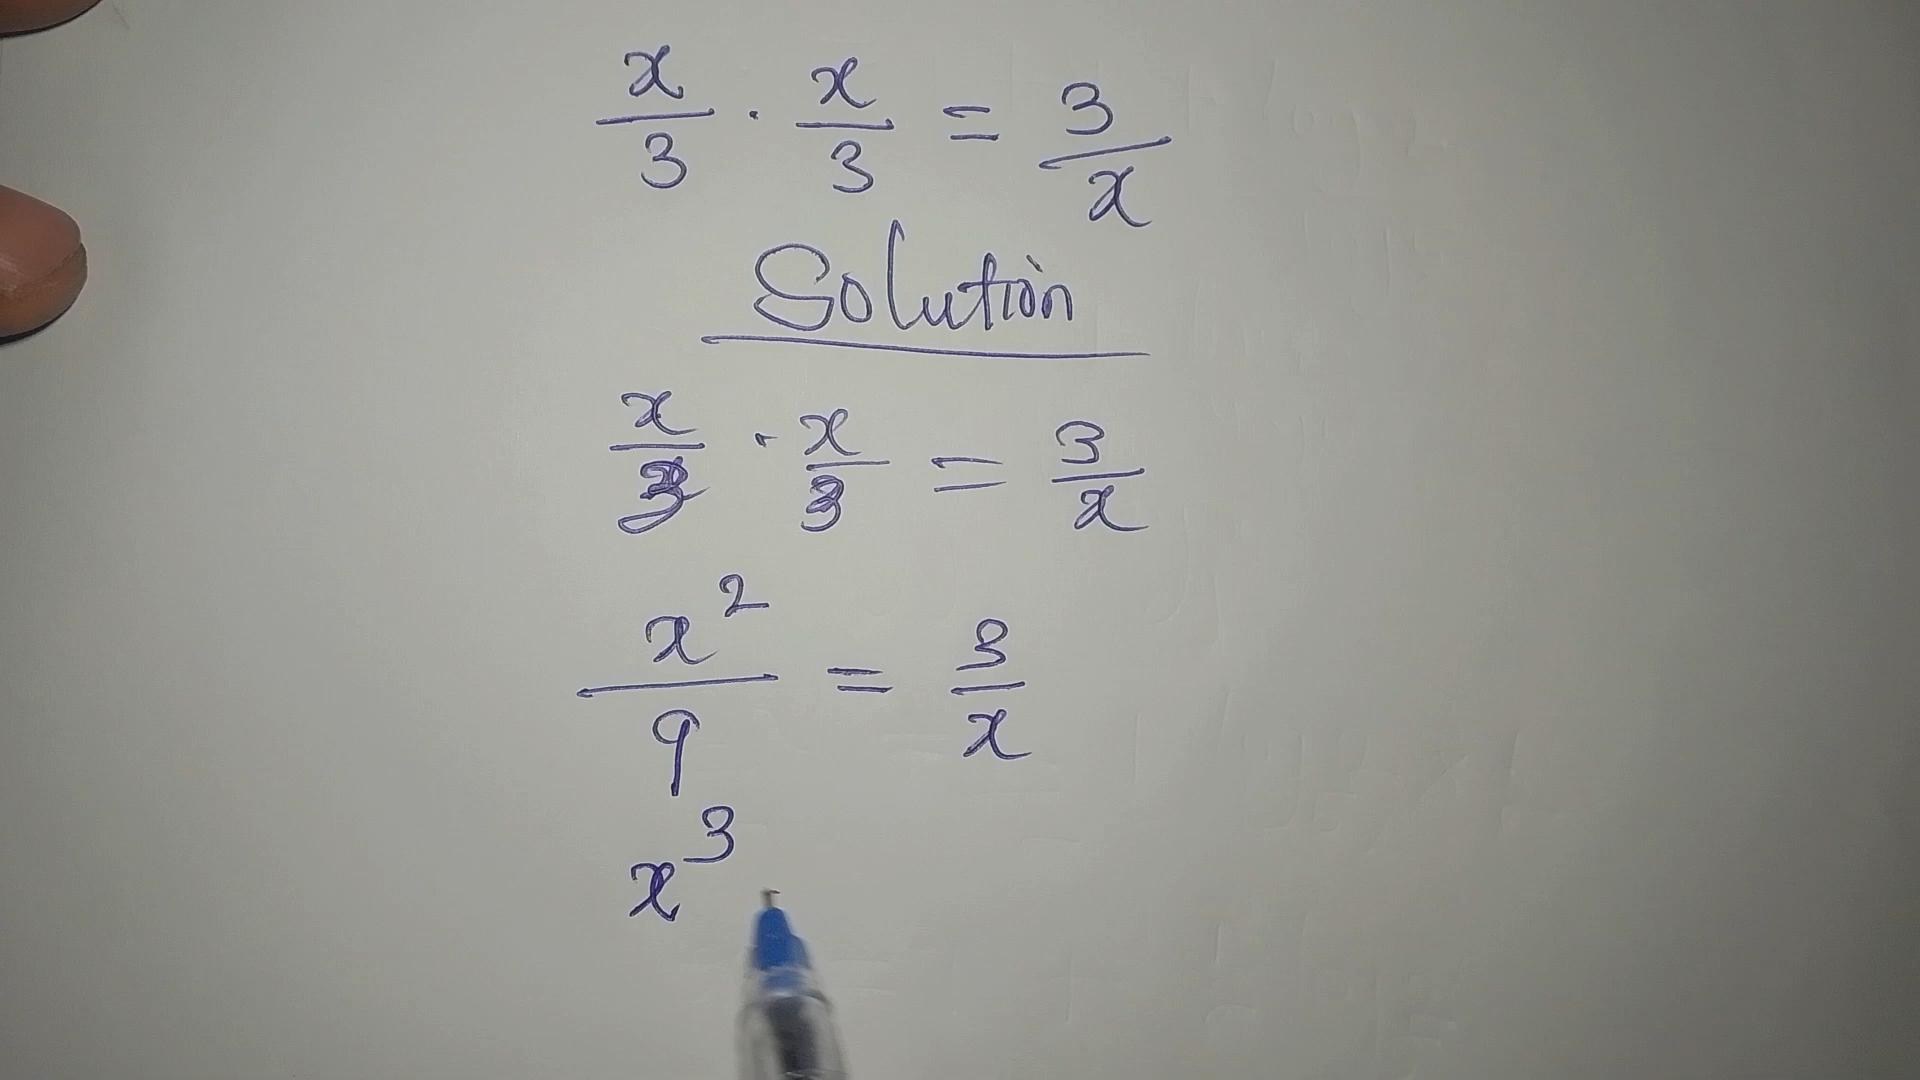 x/3 · x/3 = 3/x
Solution
x/3 · x/3 = 3/x
x²/9 = 3/x
x³